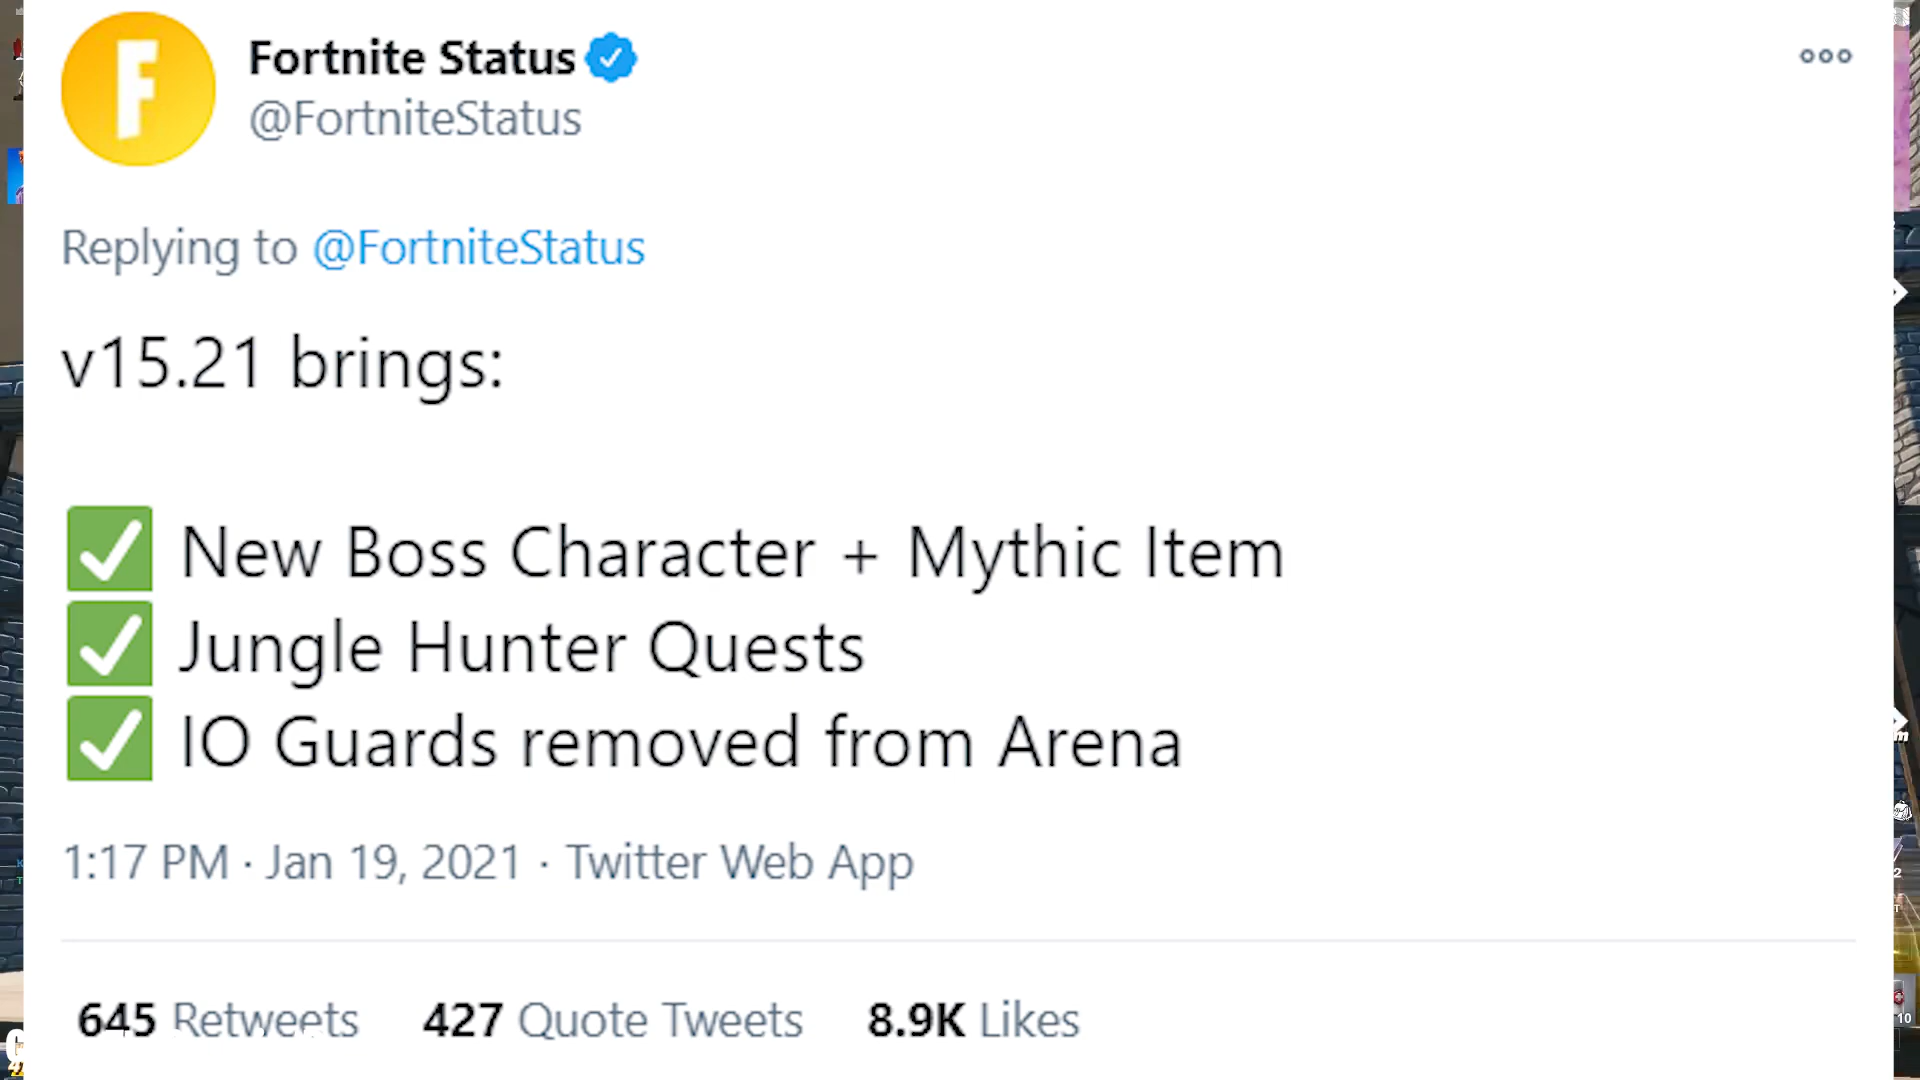 Fortnite Status
@FortniteStatus
Replying to @FortniteStatus
v15.21 brings:
✅ New Boss Character + Mythic Item
✅ Jungle Hunter Quests
✅ IO Guards removed from Arena
1:17 PM · Jan 19, 2021 · Twitter Web App
645 Retweets 427 Quote Tweets 8.9K Likes
m
2
10